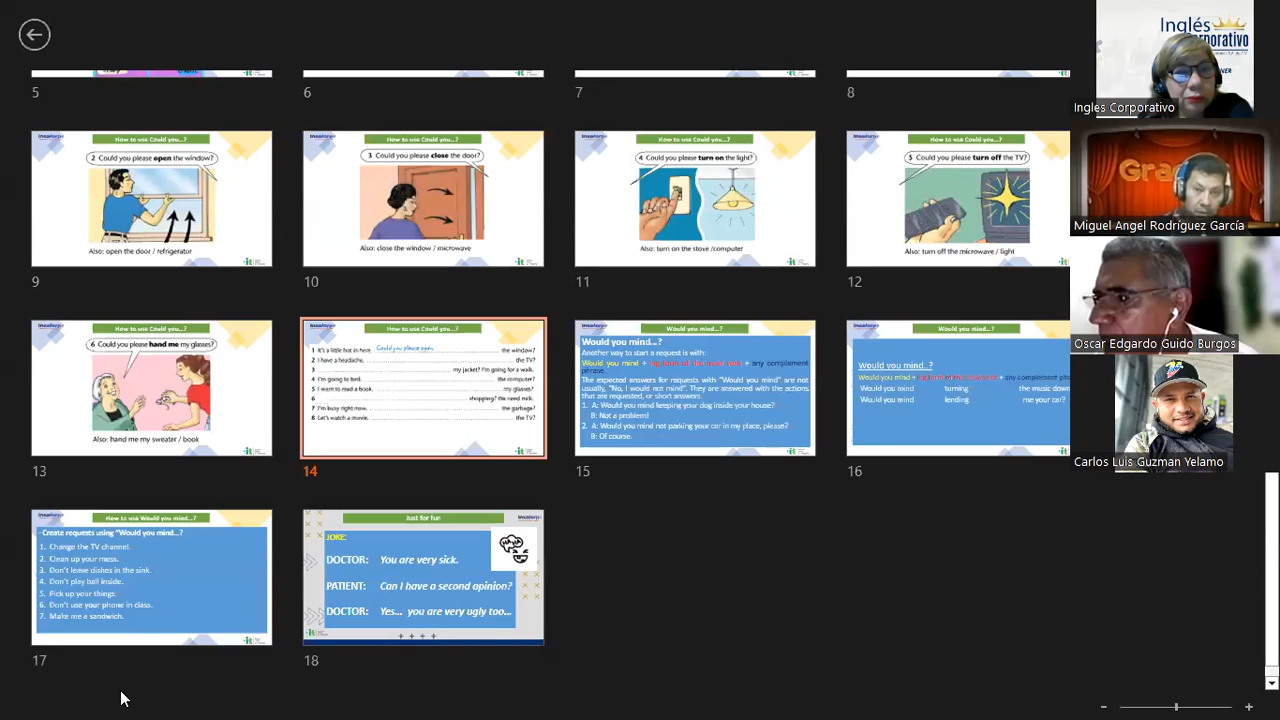 5
6
7
8
How to use Could you...?
2 Could you please open the window?
Also: open the door / refrigerator
9
How to use Could you...?
3 Could you please close the door?
Also: close the window / microwave
10
How to use Could you...?
4 Could you please turn on the light?
Also: turn on the stove /computer
11
How to use Could you...?
5 Could you please turn off the TV?
Also: turn off the microwave / light
12
How to use Could you...?
6 Could you please hand me my glasses?
Also: hand me my sweater / book
13
How to use Could you...?
1 It's a little hot in here. Could you please open the window?
2 I have a headache. the TV?
3 my jacket? I'm going for a walk.
4 I'm going to bed. the computer?
5 I want to read a book. my glasses?
6 shopping? We need milk.
7 I'm busy right now. the garbage?
8 Let's watch a movie. the TV?
14
Would you mind...?
Would you mind...?
Another way to start a request is with:
Would you mind + + any complement
phrase.
The expected answers for requests with "Would you mind" are not
usually, "No, I would not mind". They are answered with the actions
that are requested, or short answers.
1. A: Would you mind keeping your dog inside your house?
B: Not a problem!
2. A: Would you mind not parking your car in my place, please?
B: Of course.
15
Would you mind...?
Would you mind...?
Would you mind + + any complement
Would you mind turning the music down
Would you mind lending me your car?
16
How to use Would you mind...?
Create requests using "Would you mind...?
1. Change the TV channel.
2. Clean up your mess.
3. Don't leave dishes in the sink.
4. Don't play ball inside.
5. Pick up your things.
6. Don't use your phone in class.
7. Make me a sandwich.
17
Just for fun
JOKE:
DOCTOR: You are very sick.
PATIENT: Can I have a second opinion?
DOCTOR: Yes... you are very ugly too...
18
Inglés
Corporativo
Ingles Corporativo
Miguel Angel Rodríguez García
Oscar Edgardo Guido Burgos
Carlos Luis Guzman Yelamo